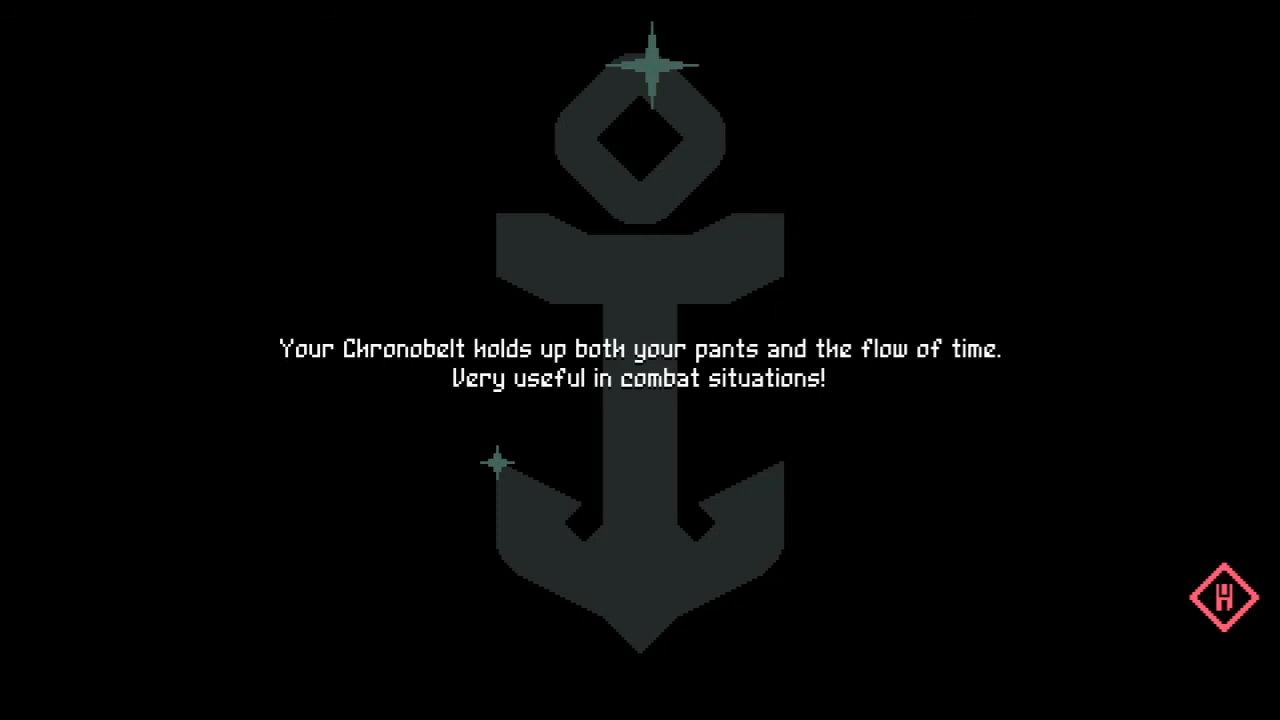 Your Chronobelt holds up both your pants and the flow of time.
Very useful in combat situations!